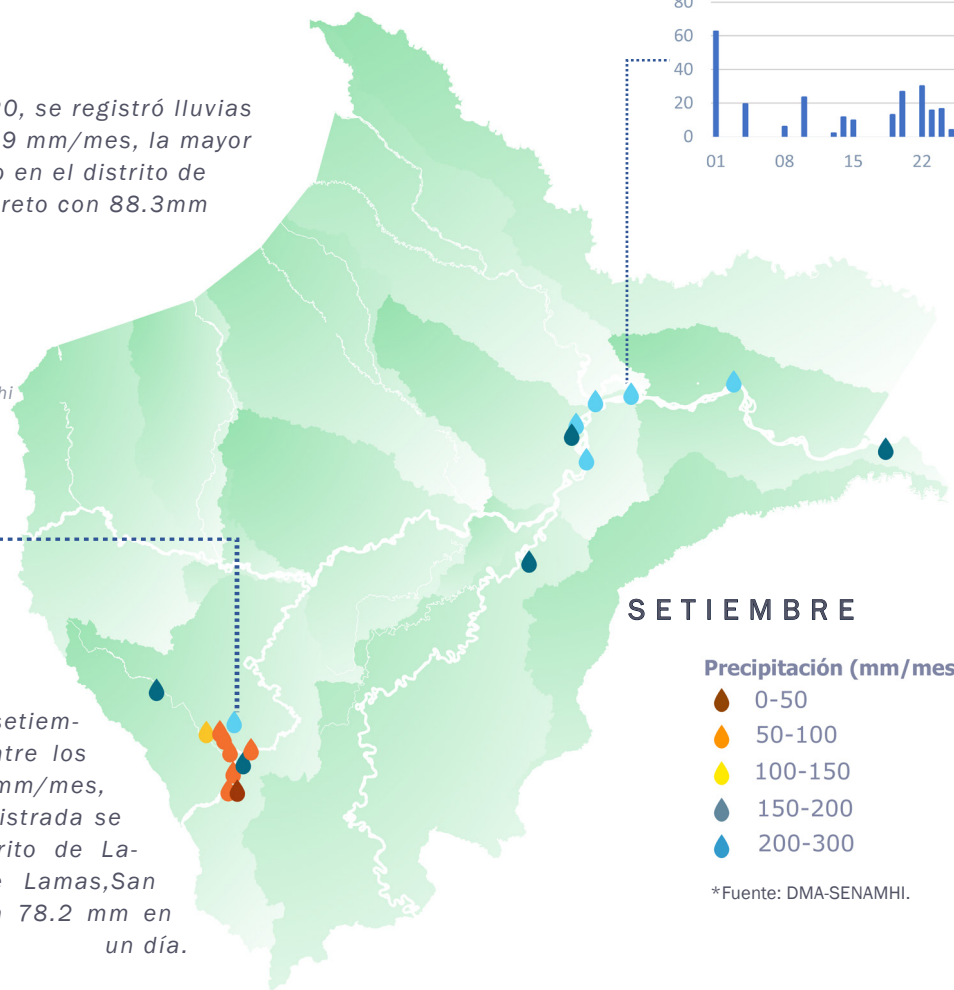 80
60
40
20
0
01 08 15 22
0, se registró lluvias
9 mm/mes, la mayor
o en el distrito de
reto con 88.3mm
hi
SETIEMBRE
Precipitación (mm/mes
0-50
50-100
100-150
150-200
200-300
*Fuente: DMA-SENAMHI.
setiem-
ntre los
mm/mes,
istrada se
rito de La-
e Lamas,San
n 78.2 mm en
un día.